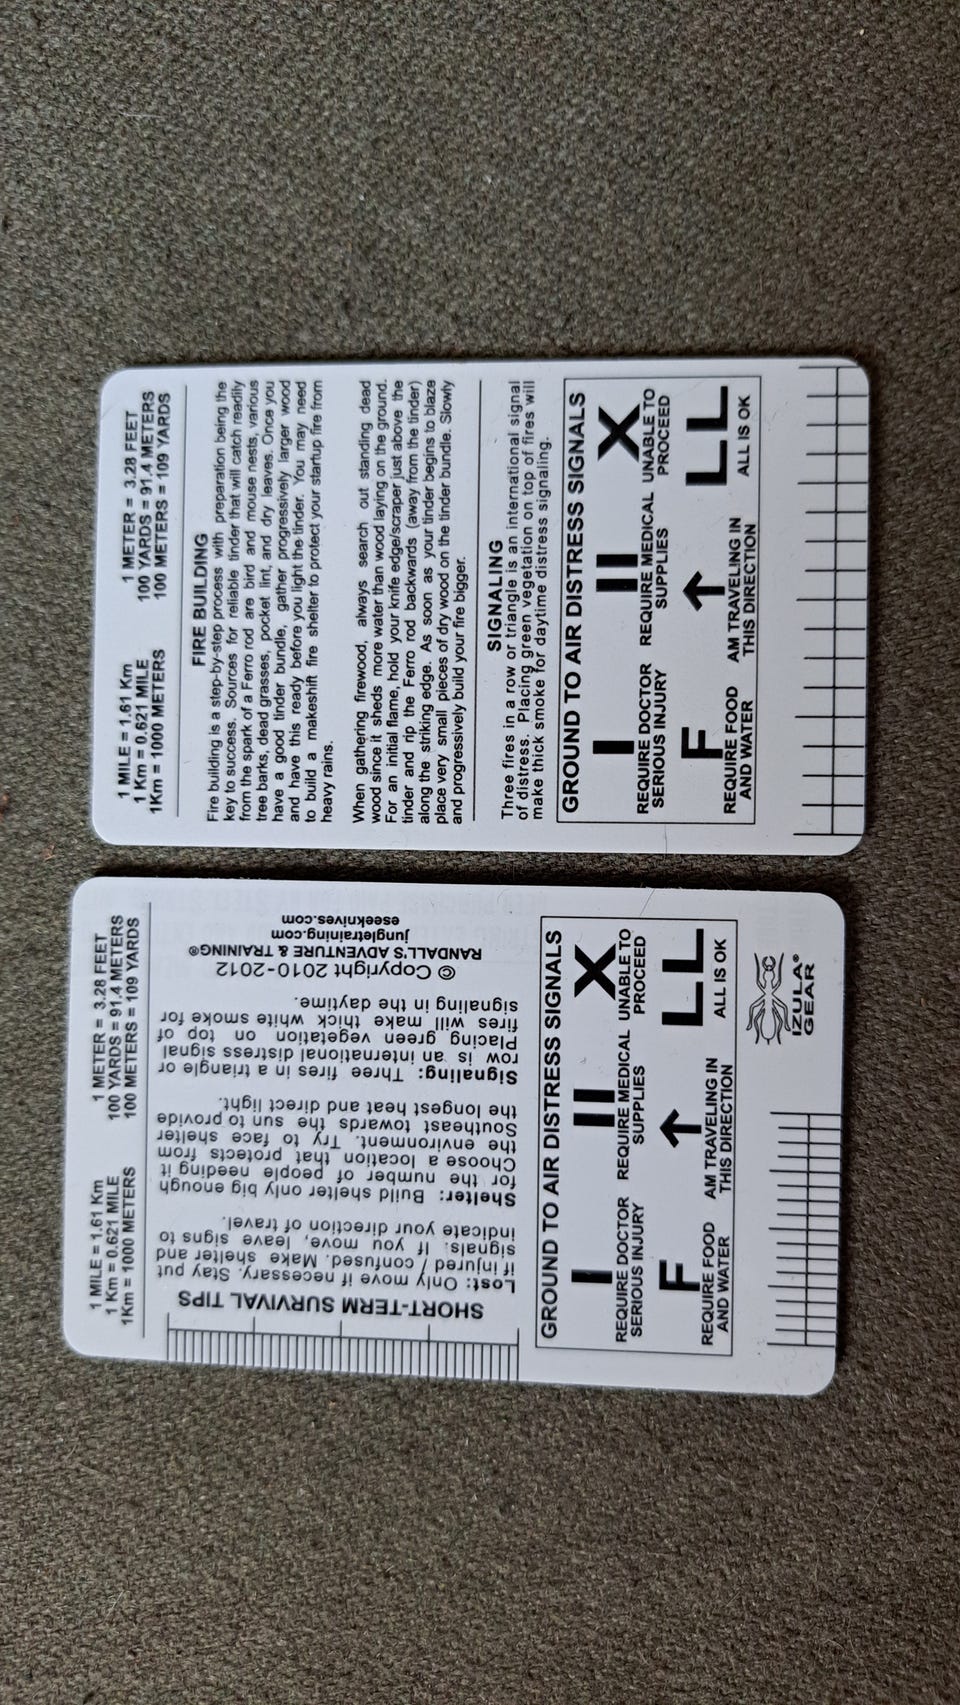 1 MILE = 1.61 Km
1 Km = 0.621 MILE
1Km = 1000 METERS
1 METER = 3.28 FEET
100 YARDS = 91.4 METERS
100 METERS = 109 YARDS
FIRE BUILDING
Fire building is a step-by-step process with preparation being the
key to success. Sources for reliable tinder that will catch readily
from the spark of a Ferro rod are bird and mouse nests, various
tree barks, dead grasses, pocket lint, and dry leaves. Once you
have a good tinder bundle, gather progressively larger wood
and have this ready before you light the tinder. You may need
to build a makeshift fire shelter to protect your startup fire from
heavy rains.
When gathering firewood, always search out standing dead
wood since it sheds more water than wood laying on the ground.
For an initial flame, hold your knife edge/scraper just above the
tinder and rip the Ferro rod backwards (away from the tinder)
along the striking edge. As soon as your tinder begins to blaze
place very small pieces of dry wood on the tinder bundle. Slowly
and progressively build your fire bigger.
SIGNALING
Three fires in a row or triangle is an international signal
of distress. Placing green vegetation on top of fires will
make thick smoke for daytime distress signaling.
GROUND TO AIR DISTRESS SIGNALS
I
REQUIRE DOCTOR
SERIOUS INJURY
II
REQUIRE MEDICAL
SUPPLIES
X
UNABLE TO
PROCEED
F
REQUIRE FOOD
AND WATER
↑
AM TRAVELING IN
THIS DIRECTION
LL
ALL IS OK
1 MILE = 1.61 Km
1 Km = 0.621 MILE
1Km = 1000 METERS
1 METER = 3.28 FEET
100 YARDS = 91.4 METERS
100 METERS = 109 YARDS
SHORT-TERM SURVIVAL TIPS
Lost: Only move if necessary. Stay put
if injured / confused. Make shelter and
signals. If you move, leave signs to
indicate your direction of travel.
Shelter: Build shelter only big enough
for the number of people needing it
Choose a location that protects from
the environment. Try to face shelter
Southeast towards the sun to provide
the longest heat and direct light.
Signaling: Three fires in a triangle or
row is an international distress signal
Placing green vegetation on top of
fires will make thick white smoke for
signaling in the daytime.
© Copyright 2010-2012
RANDALL'S ADVENTURE & TRAINING®
jungletraining.com
eseeknives.com
GROUND TO AIR DISTRESS SIGNALS
I
REQUIRE DOCTOR
SERIOUS INJURY
II
REQUIRE MEDICAL
SUPPLIES
X
UNABLE TO
PROCEED
F
REQUIRE FOOD
AND WATER
↑
AM TRAVELING IN
THIS DIRECTION
LL
ALL IS OK
IZULA®
GEAR